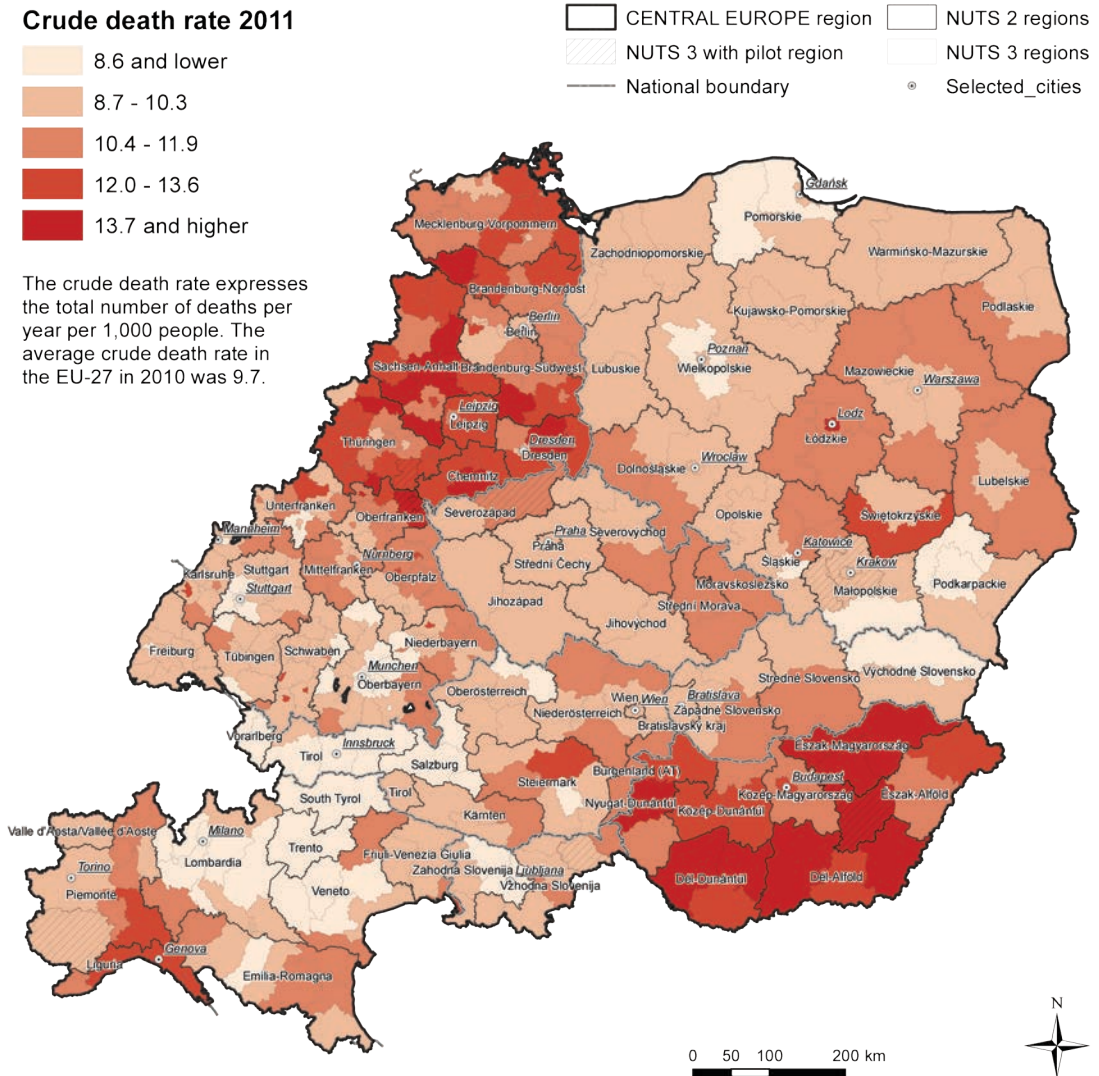 Crude death rate 2011
8.6 and lower
8.7 - 10.3
10.4 - 11.9
12.0 - 13.6
13.7 and higher
The crude death rate expresses
the total number of deaths per
year per 1,000 people. The
average crude death rate in
the EU-27 in 2010 was 9.7.
CENTRAL EUROPE region
NUTS 2 regions
NUTS 3 with pilot region
NUTS 3 regions
National boundary
Selected_cities
Gdańsk
Pomorskie
Mecklenburg-Vorpommern
Zachodniopomorskie
Warmińsko-Mazurskie
Brandenburg-Nordost
Podlaskie
Kujawsko-Pomorskie
Berlin
Berlin
Poznań
Wielkopolskie
Sachsen-Anhalt
Brandenburg-Südwest
Lubuskie
Mazowieckie
Warszawa
Leipzig
Leipzig
Lodz
Łódzkie
Thüringen
Dresden
Dresden
Wroclaw
Dolnośląskie
Chemnitz
Lubelskie
Unterfranken
Oberfranken
Severozápad
Opolskie
Świętokrzyskie
Mannheim
Praha
Severovýchod
Praha
Katowice
Karlsruhe
Stuttgart
Mittelfranken
Nürnberg
Oberpfalz
Střední Čechy
Śląskie
Kraków
Małopolskie
Podkarpackie
Stuttgart
Jihozápad
Moravskoslezsko
Střední Morava
Jihovýchod
Freiburg
Tübingen
Schwaben
Niederbayern
Munchen
Oberbayern
Východné Slovensko
Stredné Slovensko
Oberösterreich
Wien
Wien
Bratislava
Niederösterreich
Západné Slovensko
Bratislavský kraj
Vorarlberg
Innsbruck
Tirol
Salzburg
Észak-Magyarország
Steiermark
Burgenland (AT)
Budapest
South Tyrol
Tirol
Nyugat-Dunántúl
Közép-Magyarország
Észak-Alföld
Kärnten
Közép-Dunántúl
Valle d'Aosta/Vallée d'Aoste
Milano
Trento
Friuli-Venezia Giulia
Lombardia
Zahodna Slovenija
Ljubljana
Torino
Vzhodna Slovenija
Piemonte
Veneto
Dél-Dunántúl
Dél-Alföld
Genova
Liguria
Emilia-Romagna
N
0 50 100 200 km